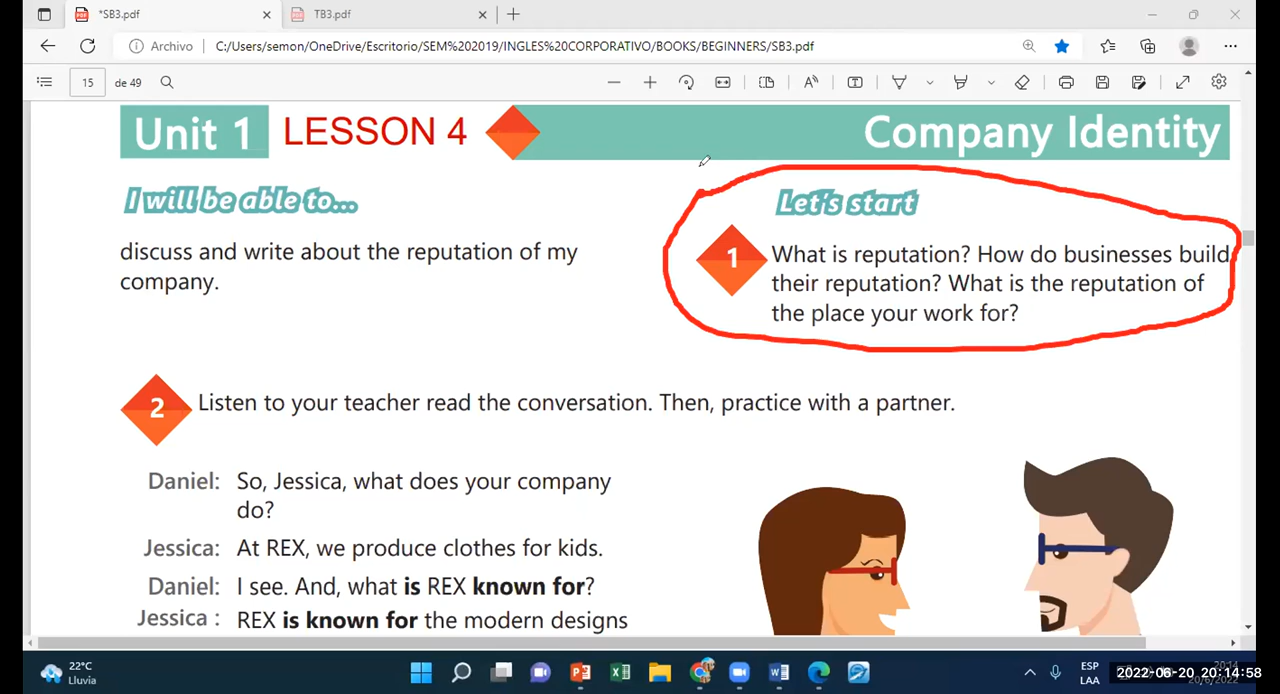 *SB3.pdf
TB3.pdf
Archivo
C:/Users/semon/OneDrive/Escritorio/SEM%202019/INGLES%20CORPORATIVO/BOOKS/BEGINNERS/SB3.pdf
15
de 49
Unit 1 LESSON 4
Company Identity
I will be able to...
discuss and write about the reputation of my
company.
Let's start
1
What is reputation? How do businesses build
their reputation? What is the reputation of
the place your work for?
2
Listen to your teacher read the conversation. Then, practice with a partner.
Daniel: So, Jessica, what does your company
do?
Jessica: At REX, we produce clothes for kids.
Daniel: I see. And, what is REX known for?
Jessica : REX is known for the modern designs
22°C
Lluvia
ESP
LAA
2022-06-20 20:14:58